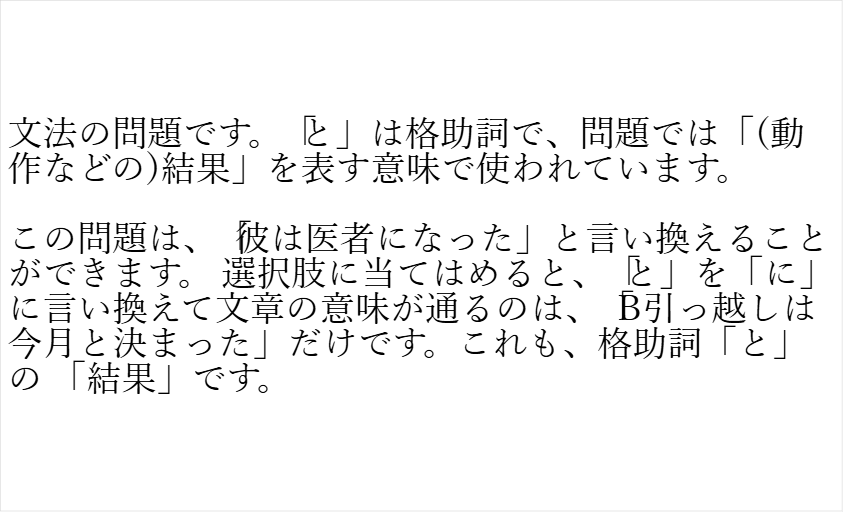 文法の問題です。「と」は格助詞で、問題では「(動
作などの)結果」を表す意味で使われています。
この問題は、「彼は医者になった」と言い換えること
ができます。 選択肢に当てはめると、「と」を「に」
に言い換えて文章の意味が通るのは、「B引っ越しは
今月と決まった」だけです。これも、格助詞「と」
の 「結果」です。